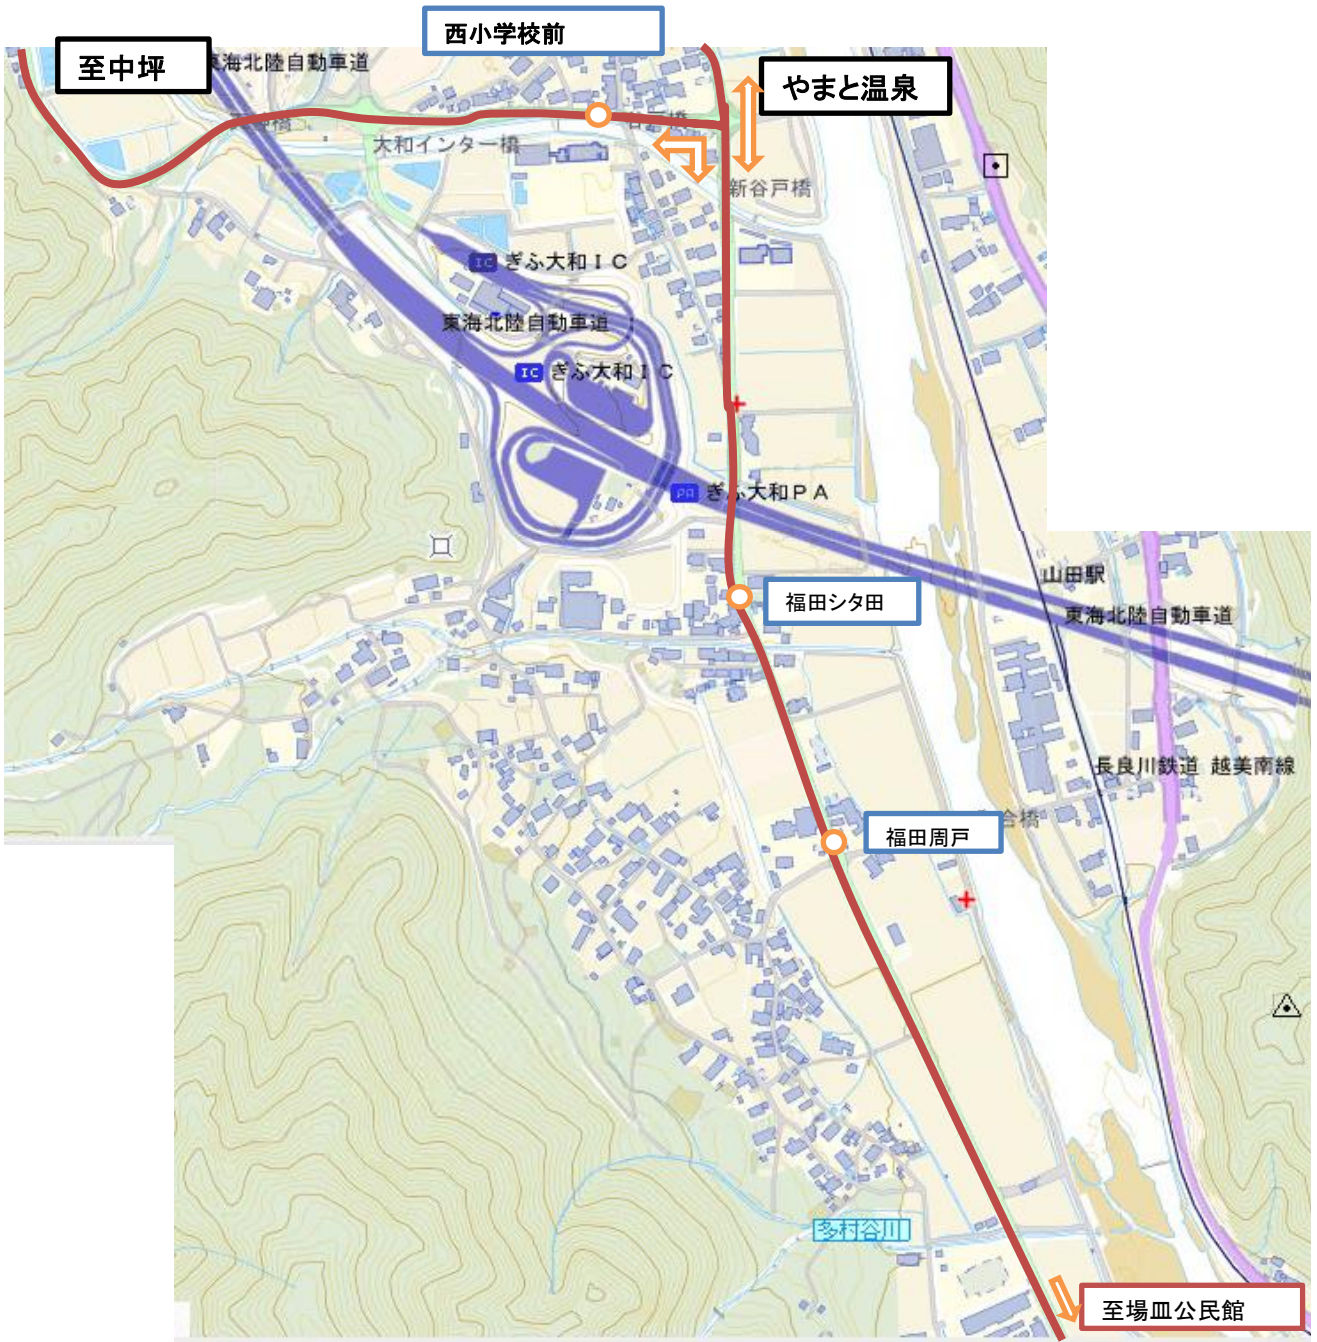 西小学校前
至中坪
東海北陸自動車道
やまと温泉
大和インター橋
新谷戸橋
IC ぎふ大和IC
東海北陸自動車道
IC ぎふ大和IC
PA ぎふ大和PA
山田駅
福田シタ田
東海北陸自動車道
長良川鉄道 越美南線
福田周戸
合橋
多村谷川
至場皿公民館